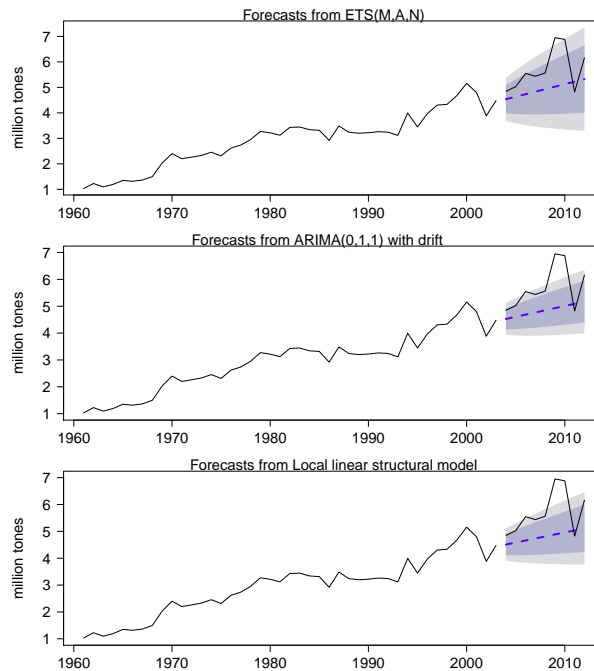 Forecasts from ETS(M,A,N)
7
6
5
4
3
2
1
million tones
1960 1970 1980 1990 2000 2010
Forecasts from ARIMA(0,1,1) with drift
7
6
5
4
3
2
1
million tones
1960 1970 1980 1990 2000 2010
Forecasts from Local linear structural model
7
6
5
4
3
2
1
million tones
1960 1970 1980 1990 2000 2010